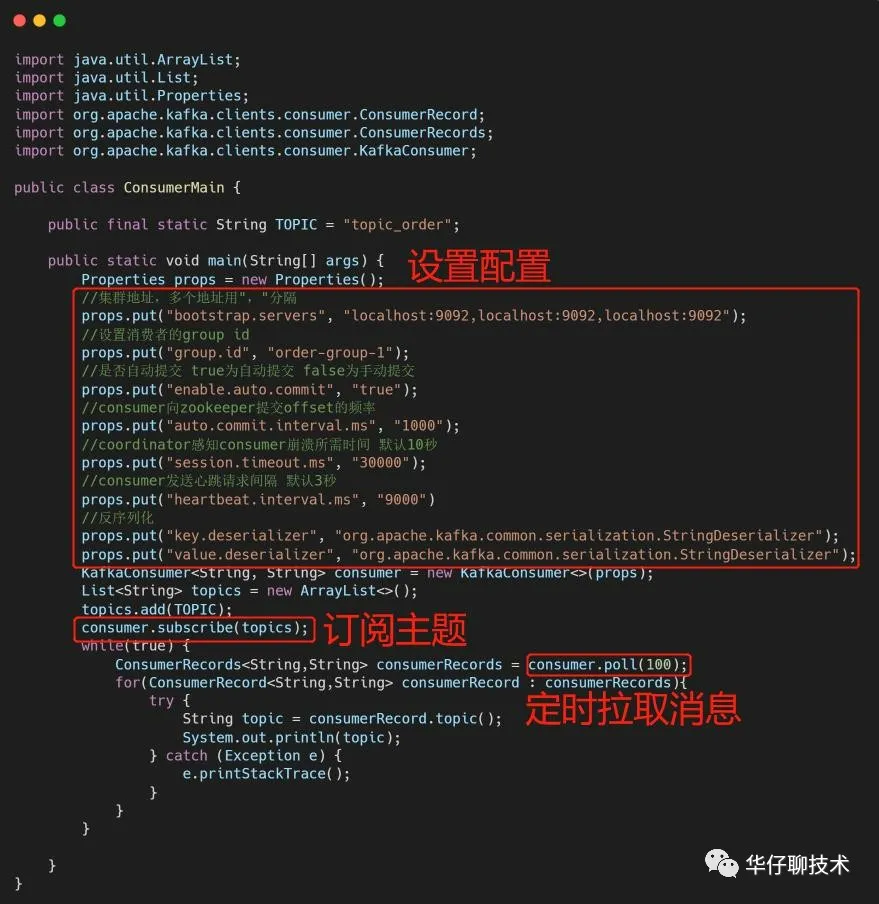 import java.util.ArrayList;
import java.util.List;
import java.util.Properties;
import org.apache.kafka.clients.consumer.ConsumerRecord;
import org.apache.kafka.clients.consumer.ConsumerRecords;
import org.apache.kafka.clients.consumer.KafkaConsumer;
public class ConsumerMain {
public final static String TOPIC = "topic_order";
public static void main(String[] args) {
设置配置
Properties props = new Properties();
//集群地址，多个地址用"，"分隔
props.put("bootstrap.servers", "localhost:9092,localhost:9092,localhost:9092");
//设置消费者的group id
props.put("group.id", "order-group-1");
//是否自动提交 true为自动提交 false为手动提交
props.put("enable.auto.commit", "true");
//consumer向zookeeper提交offset的频率
props.put("auto.commit.interval.ms", "1000");
//coordinator感知consumer崩溃所需时间 默认10秒
props.put("session.timeout.ms", "30000");
//consumer发送心跳请求间隔 默认3秒
props.put("heartbeat.interval.ms", "9000")
//反序列化
props.put("key.deserializer", "org.apache.kafka.common.serialization.StringDeserializer");
props.put("value.deserializer", "org.apache.kafka.common.serialization.StringDeserializer");
KafkaConsumer<String, String> consumer = new KafkaConsumer<>(props);
List<String> topics = new ArrayList<>();
topics.add(TOPIC);
consumer.subscribe(topics);
订阅主题
while(true) {
ConsumerRecords<String,String> consumerRecords = consumer.poll(100);
for(ConsumerRecord<String,String> consumerRecord : consumerRecords){
定时拉取消息
try {
String topic = consumerRecord.topic();
System.out.println(topic);
} catch (Exception e) {
e.printStackTrace();
}
}
}
}
}
华仔聊技术